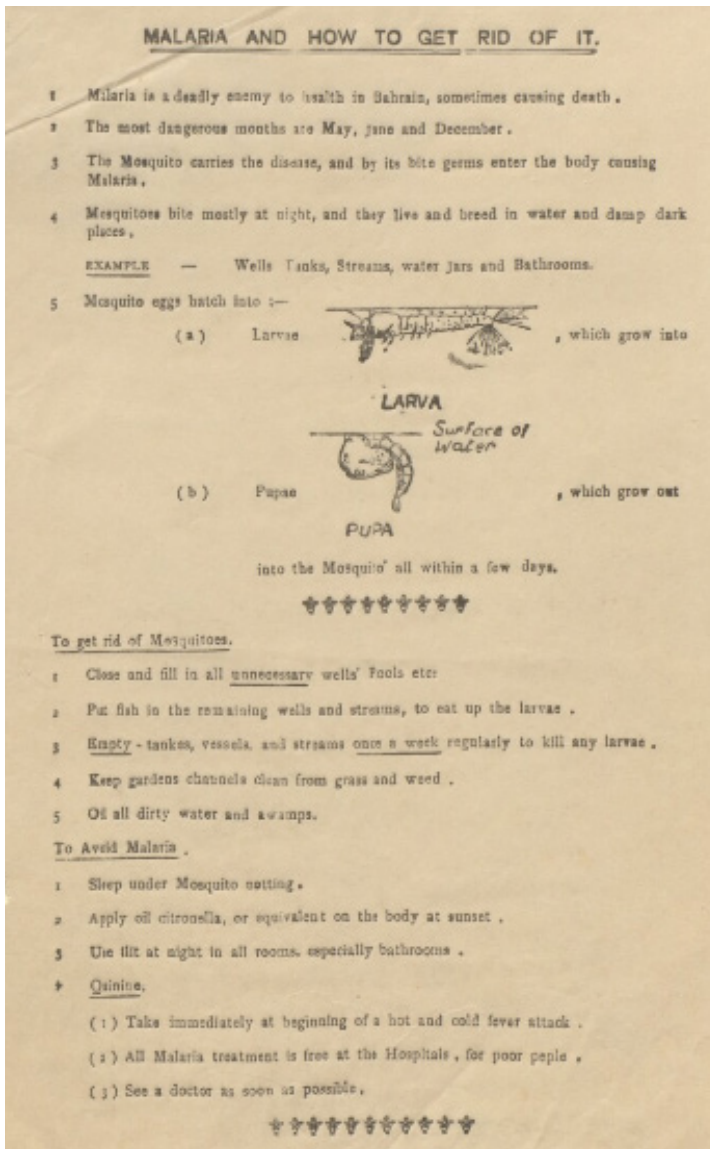 MALARIA AND HOW TO GET RID OF IT.
1 Milaria is a deadly enemy to health in Bahrain, sometimes causing death.
2 The most dangerous months are May, june and December.
3 The Mosquito carries the disease, and by its bite germs enter the body causing
Malaria.
4 Mesquitoes bite mostly at night, and they live and breed in water and damp dark
places.
EXAMPLE — Wells Tanks, Streams, water jars and Bathrooms.
5 Mosquito eggs hatch into :—
(a) Larvae , which grow into
LARVA
Surface of
Water
(b) Pupae , which grow out
PUPA
into the Mosquito' all within a few days.
To get rid of Mosquitoes.
1 Close and fill in all unnecessary wells' Pools etc:
2 Put fish in the remaining wells and streams, to eat up the larvae .
3 Empty - tankes, vessels, and streams once a week regularly to kill any larvae .
4 Keep gardens channels clean from grass and weed .
5 Oil all dirty water and swamps.
To Avoid Malaria .
1 Sleep under Mosquito netting.
2 Apply oil citronella, or equivalent on the body at sunset .
3 Use flit at night in all rooms. especially bathrooms .
4 Quinine.
(1) Take immediately at beginning of a hot and cold fever attack .
(2) All Malaria treatment is free at the Hospitals , for poor peple .
(3) See a doctor as soon as possible.